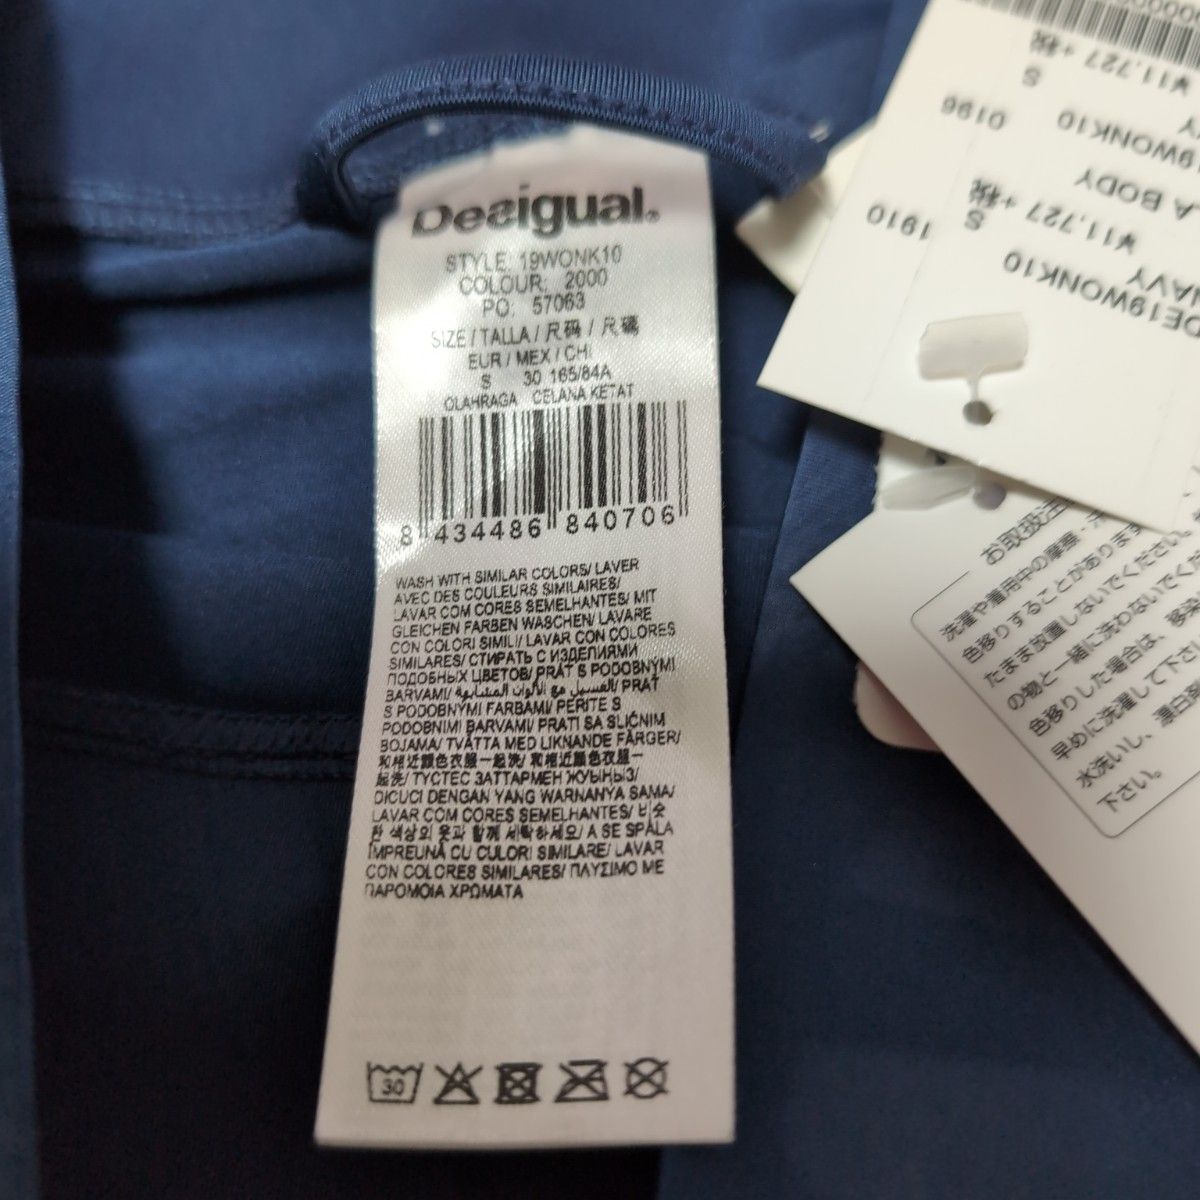 Desigual®
STYLE 19WONK10
COLOUR: 2000
PO: 57063
SIZE/TALLA/尺码/尺碼
EUR/MEX/CHI
S 30 165/84A
OLAHRAGA CELANA KETAT
8 434486 840706
WASH WITH SIMILAR COLORS/ LAVER
AVEC DES COULEURS SIMILAIRES/
LAVAR COM CORES SEMELHANTES/ MIT
GLEICHEN FARBEN WASCHEN/ LAVARE
CON COLORI SIMILI/ LAVAR CON COLORES
SIMILARES/ СТИРАТЬ С ИЗДЕЛИЯМИ
ПОДОБНЫХ ЦВЕТОВ/ PRÁT S PODOBNÝMI
BARVAMI/ الغسيل مع الألوان المشابهة/ PRAŤ
S PODOBNÝMI FARBAMI/ PERITE S
PODOBNIMI BARVAMI/ PRATI SA SLIČNIM
BOJAMA/ TVÄTTA MED LIKNANDE FÄRGER/
和相近颜色衣服一起洗/ 和相近顏色衣服一
起洗/ ТҮСТЕС ЗАТТАРМЕН ЖУЫҢЫЗ/
DICUCI DENGAN YANG WARNANYA SAMA/
LAVAR COM CORES SEMELHANTES/ 비슷
한 색상의 옷과 함께 세탁하세요/ A SE SPĂLA
ÎMPREUNĂ CU CULORI SIMILARE/ LAVAR
CON COLORES SIMILARES/ ΠΛΥΣΙΜΟ ΜΕ
ΠΑΡΟΜΟΙΑ ΧΡΩΜΑΤΑ
30
DE19WONK10
NAVY
¥11,727 +税
S
1910
A BODY
19WONK10
0196
S
¥11,727 +税
お取扱注
洗濯や着用中の摩擦・
色移りすることがあります
たまま放置しないでください。
の物と一緒に洗わないでくだ
色移りした場合は、移
早めに洗濯して下さ
水洗いし、漂白
下さい。